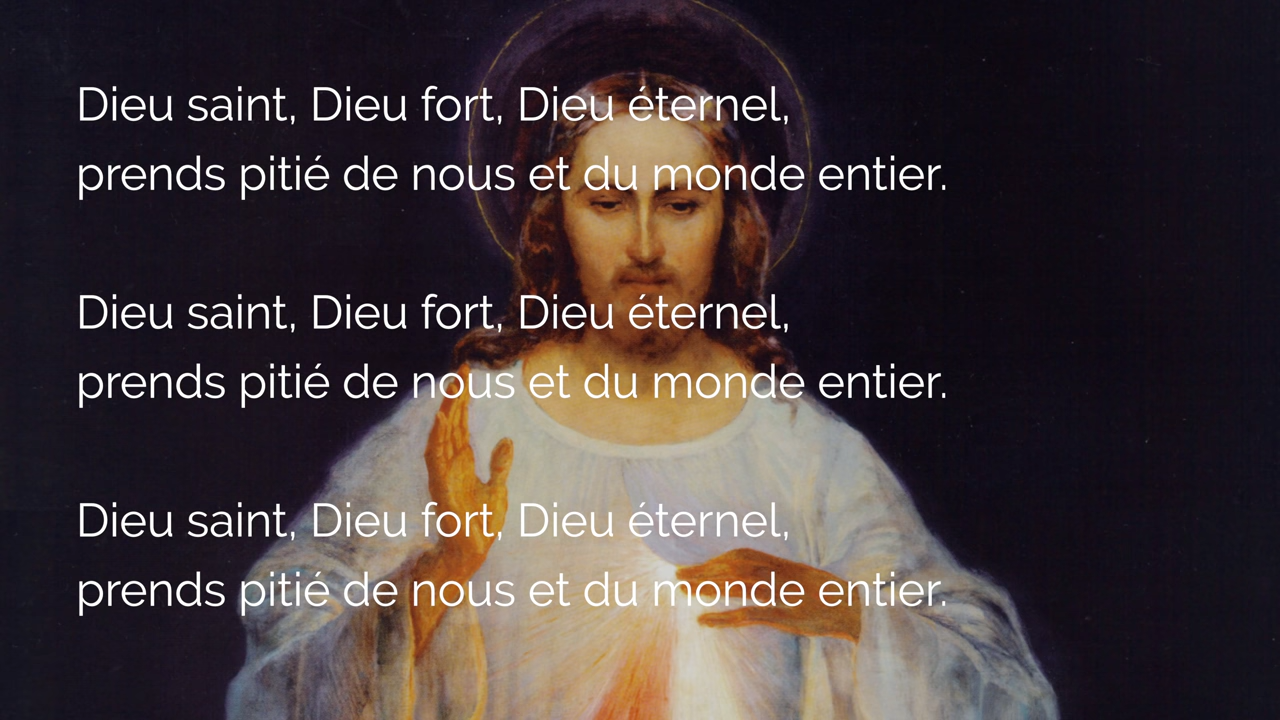 Dieu saint, Dieu fort, Dieu éternel,
prends pitié de nous et du monde entier.
Dieu saint, Dieu fort, Dieu éternel,
prends pitié de nous et du monde entier.
Dieu saint, Dieu fort, Dieu éternel,
prends pitié de nous et du monde entier.